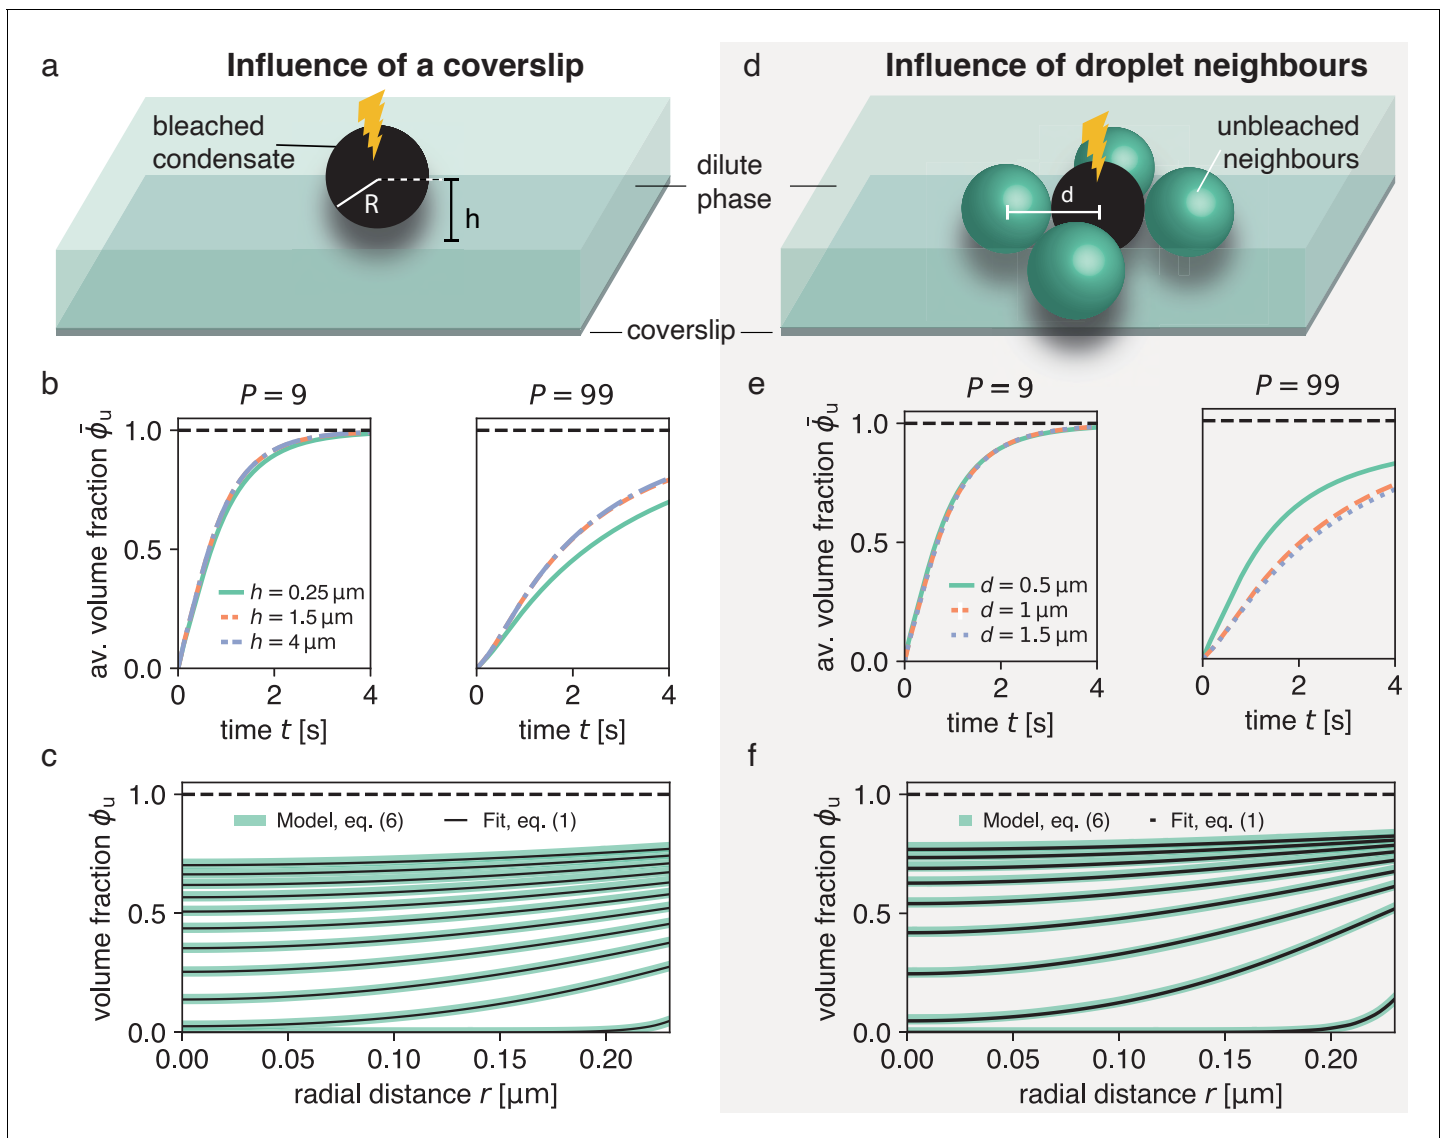 a
Influence of a coverslip
bleached
condensate
R
h
dilute
phase
coverslip
d
Influence of droplet neighbours
unbleached
neighbours
d
b
P = 9
P = 99
av. volume fraction ϕ̄u
1.0
0.5
0.0
h = 0.25 μm
h = 1.5 μm
h = 4 μm
0 2 4
0 2 4
time t [s]
time t [s]
e
P = 9
P = 99
av. volume fraction ϕ̄u
1.0
0.5
0.0
d = 0.5 μm
d = 1 μm
d = 1.5 μm
0 2 4
0 2 4
time t [s]
time t [s]
c
volume fraction ϕu
1.0
0.5
0.0
Model, eq. (6) Fit, eq. (1)
0.00 0.05 0.10 0.15 0.20
radial distance r [μm]
f
volume fraction ϕu
1.0
0.5
0.0
Model, eq. (6) Fit, eq. (1)
0.00 0.05 0.10 0.15 0.20
radial distance r [μm]